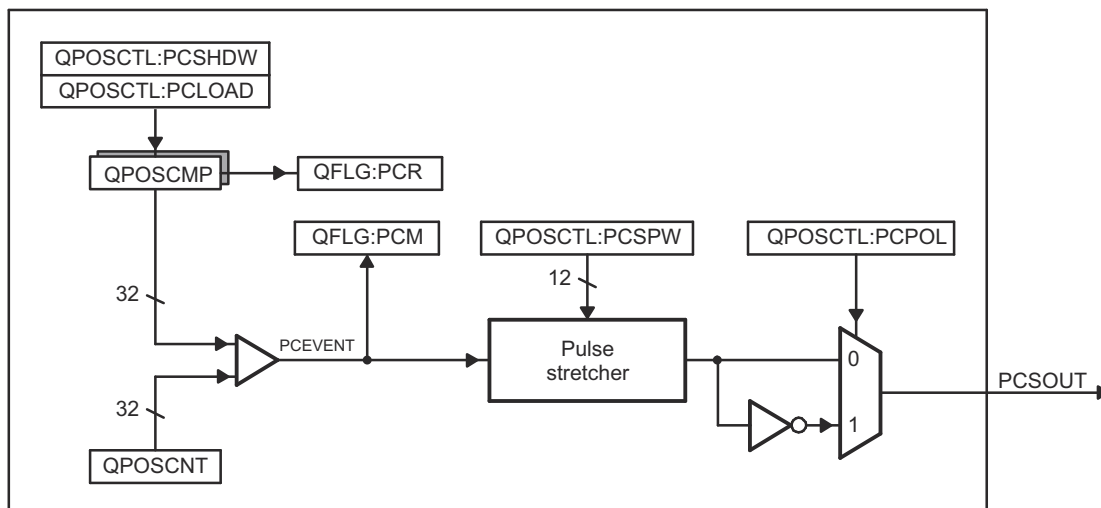 QPOSCTL:PCSHDW
QPOSCTL:PCLOAD
QPOSCMP
QFLG:PCR
QFLG:PCM
QPOSCTL:PCSPW
QPOSCTL:PCPOL
12
32
PCEVENT
Pulse
stretcher
0
PCSOUT
32
1
QPOSCNT